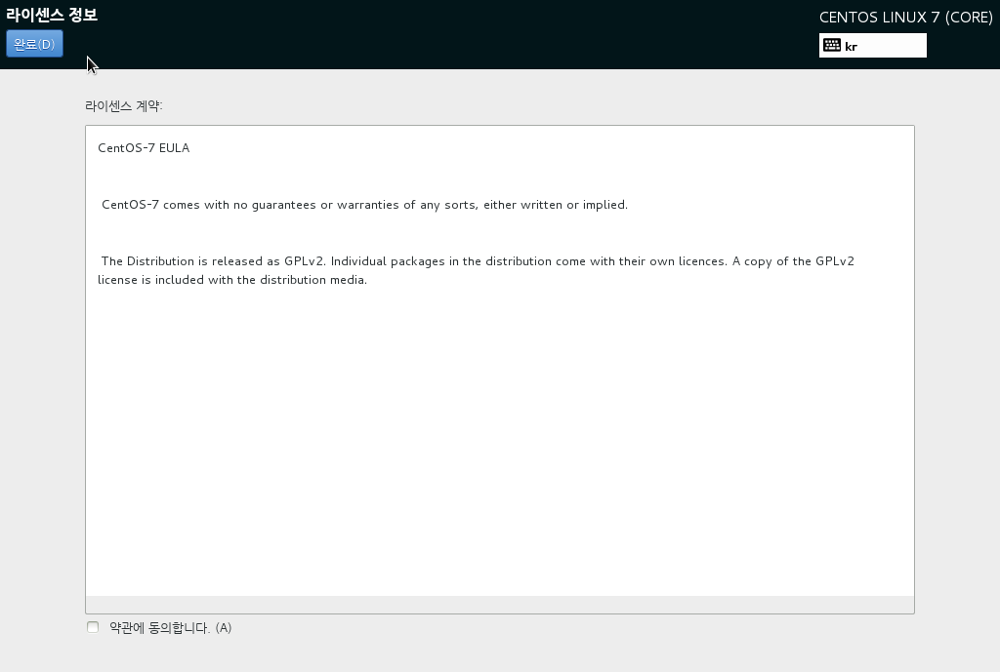 라이센스 정보
CENTOS LINUX 7 (CORE)
완료(D)
kr
라이센스 계약:
CentOS-7 EULA
CentOS-7 comes with no guarantees or warranties of any sorts, either written or implied.
The Distribution is released as GPLv2. Individual packages in the distribution come with their own licences. A copy of the GPLv2
license is included with the distribution media.
약관에 동의합니다. (A)